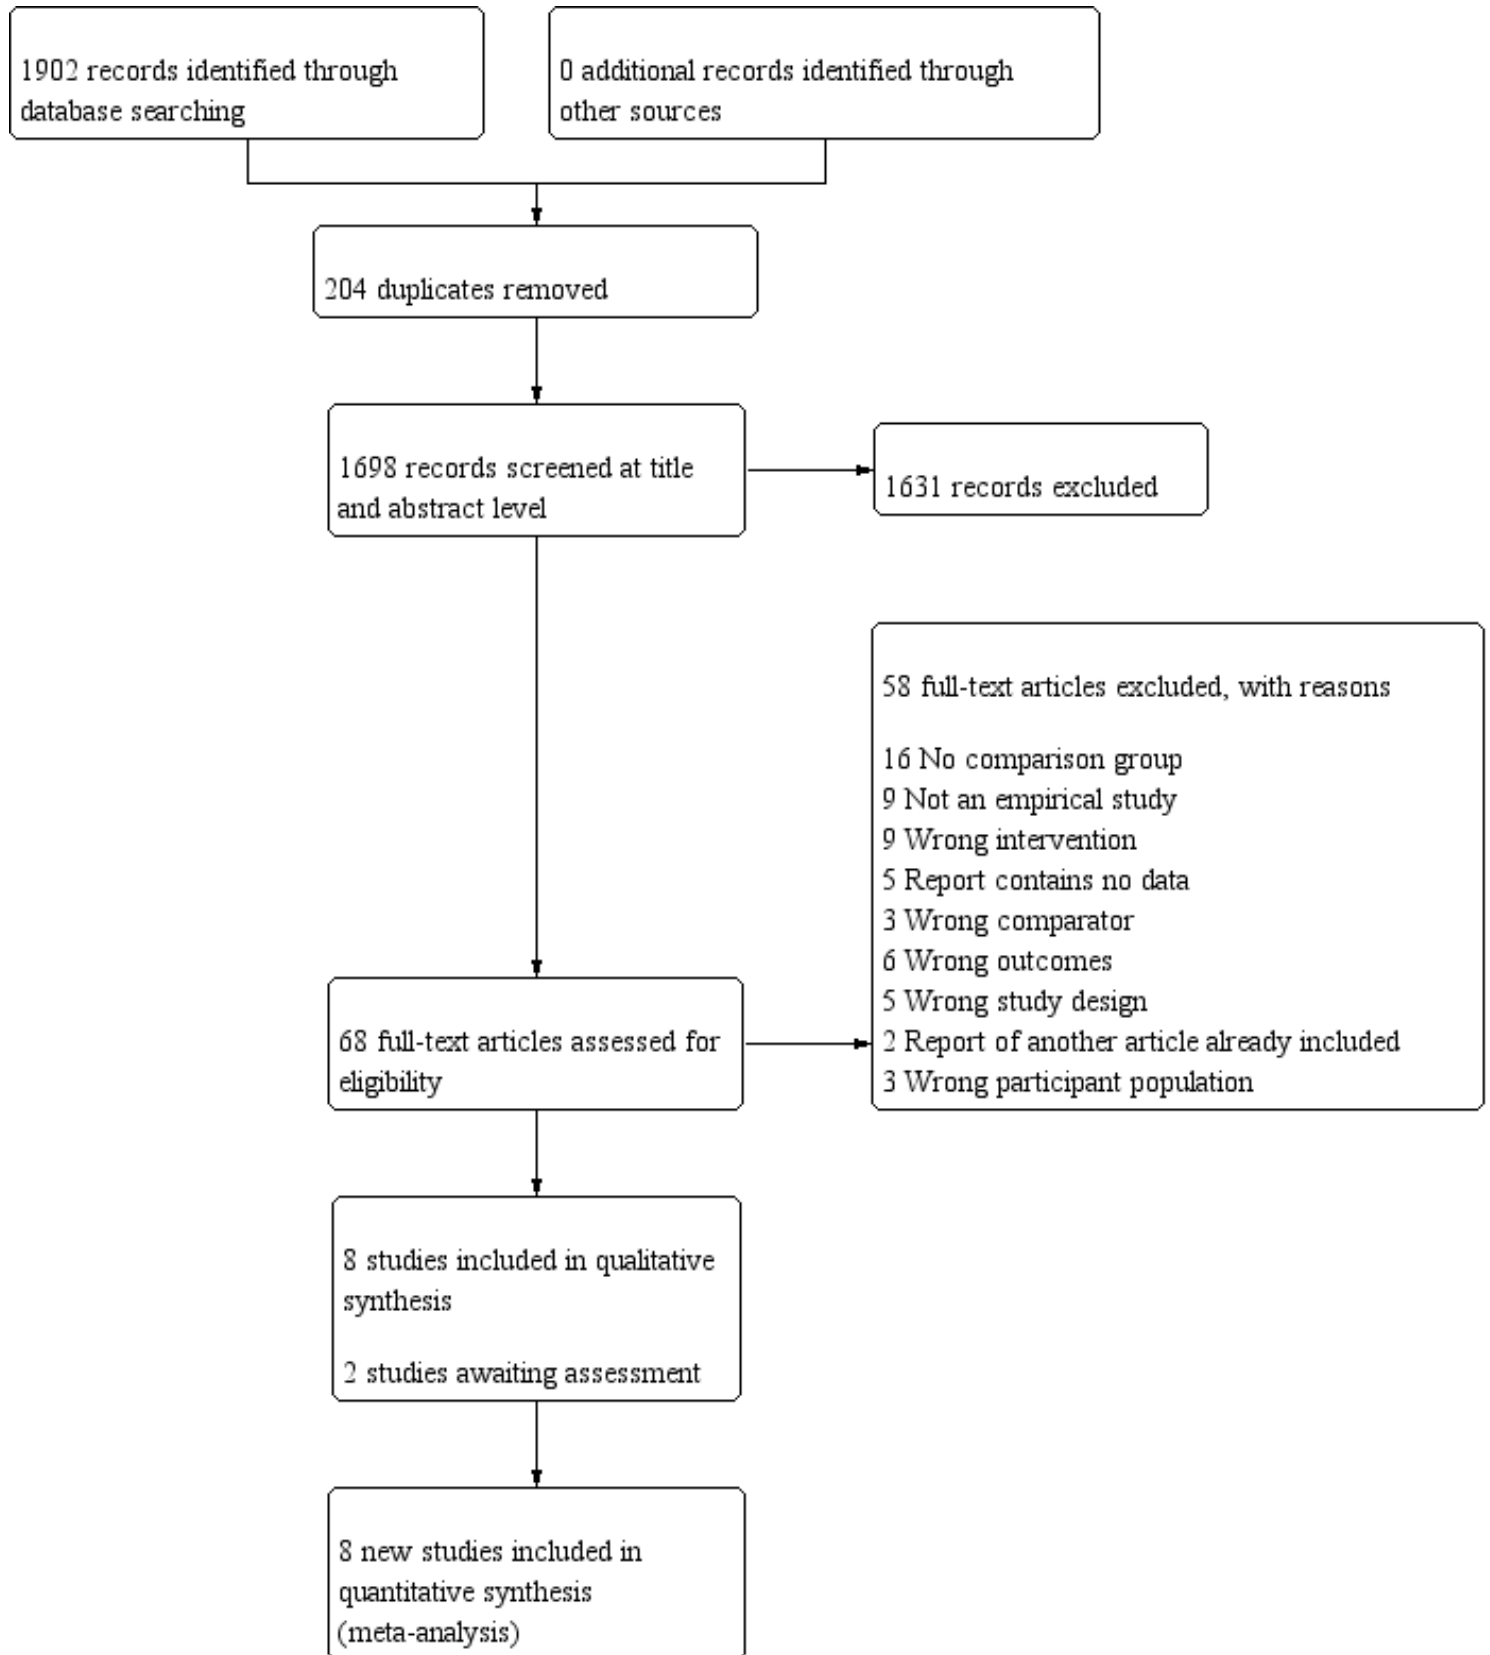 1902 records identified through
database searching
0 additional records identified through
other sources
204 duplicates removed
1698 records screened at title
and abstract level
1631 records excluded
58 full-text articles excluded, with reasons
16 No comparison group
9 Not an empirical study
9 Wrong intervention
5 Report contains no data
3 Wrong comparator
6 Wrong outcomes
5 Wrong study design
2 Report of another article already included
3 Wrong participant population
68 full-text articles assessed for
eligibility
8 studies included in qualitative
synthesis
2 studies awaiting assessment
8 new studies included in
quantitative synthesis
(meta-analysis)